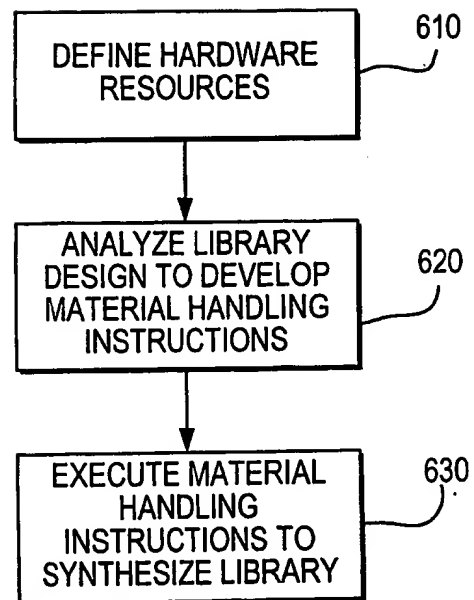 610
DEFINE HARDWARE
RESOURCES
ANALYZE LIBRARY
DESIGN TO DEVELOP
MATERIAL HANDLING
INSTRUCTIONS
620
EXECUTE MATERIAL
HANDLING
INSTRUCTIONS TO
SYNTHESIZE LIBRARY
630